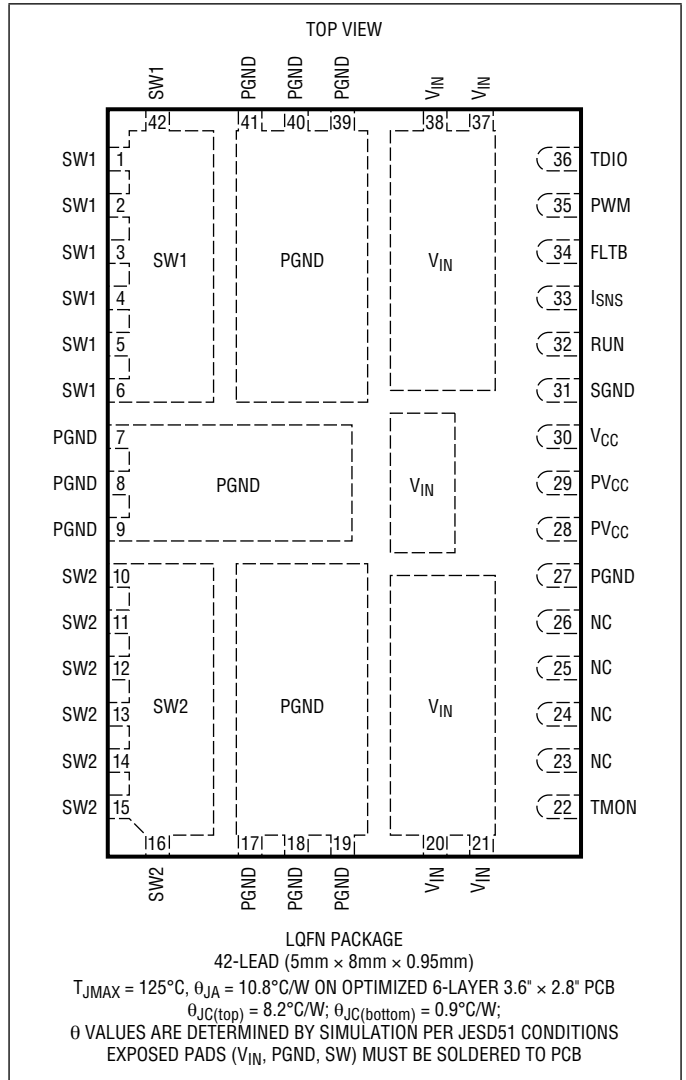 TOP VIEW
SW1 PGND PGND PGND VIN VIN
42 41 40 39 38 37
SW1 1 36 TDIO
SW1 2 35 PWM
SW1 3 34 FLTB
SW1 PGND VIN
SW1 4 33 ISNS
SW1 5 32 RUN
SW1 6 31 SGND
PGND 7 30 VCC
PGND 8 PGND VIN 29 PVCC
PGND 9 28 PVCC
SW2 10 27 PGND
SW2 11 26 NC
SW2 12 25 NC
SW2 PGND VIN
SW2 13 24 NC
SW2 14 23 NC
SW2 15 22 TMON
16 17 18 19 20 21
SW2 PGND PGND PGND VIN VIN
LQFN PACKAGE
42-LEAD (5mm × 8mm × 0.95mm)
TJMAX = 125°C, θJA = 10.8°C/W ON OPTIMIZED 6-LAYER 3.6" × 2.8" PCB
θJC(top) = 8.2°C/W; θJC(bottom) = 0.9°C/W;
θ VALUES ARE DETERMINED BY SIMULATION PER JESD51 CONDITIONS
EXPOSED PADS (VIN, PGND, SW) MUST BE SOLDERED TO PCB